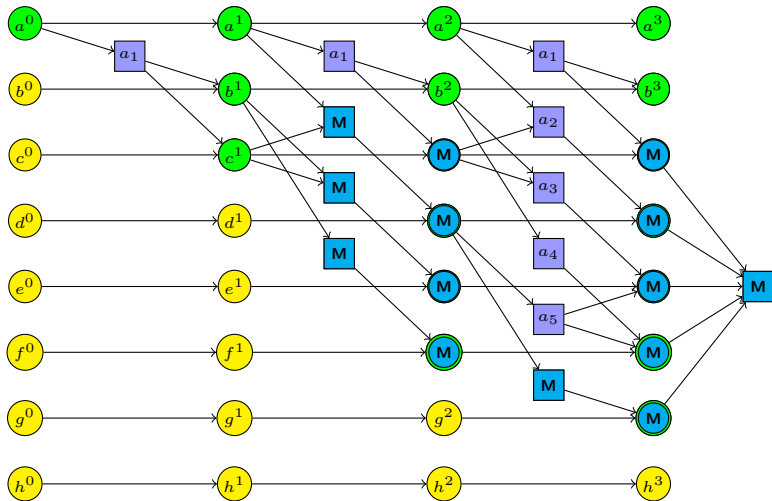 a⁰ a¹ a² a³
a₁ a₁ a₁
b⁰ b¹ b² b³
M a₂
c⁰ c¹ M M
M a₃
d⁰ d¹ M M
M a₄
e⁰ e¹ M M M
a₅
f⁰ f¹ M M
M
g⁰ g¹ g² M
h⁰ h¹ h² h³